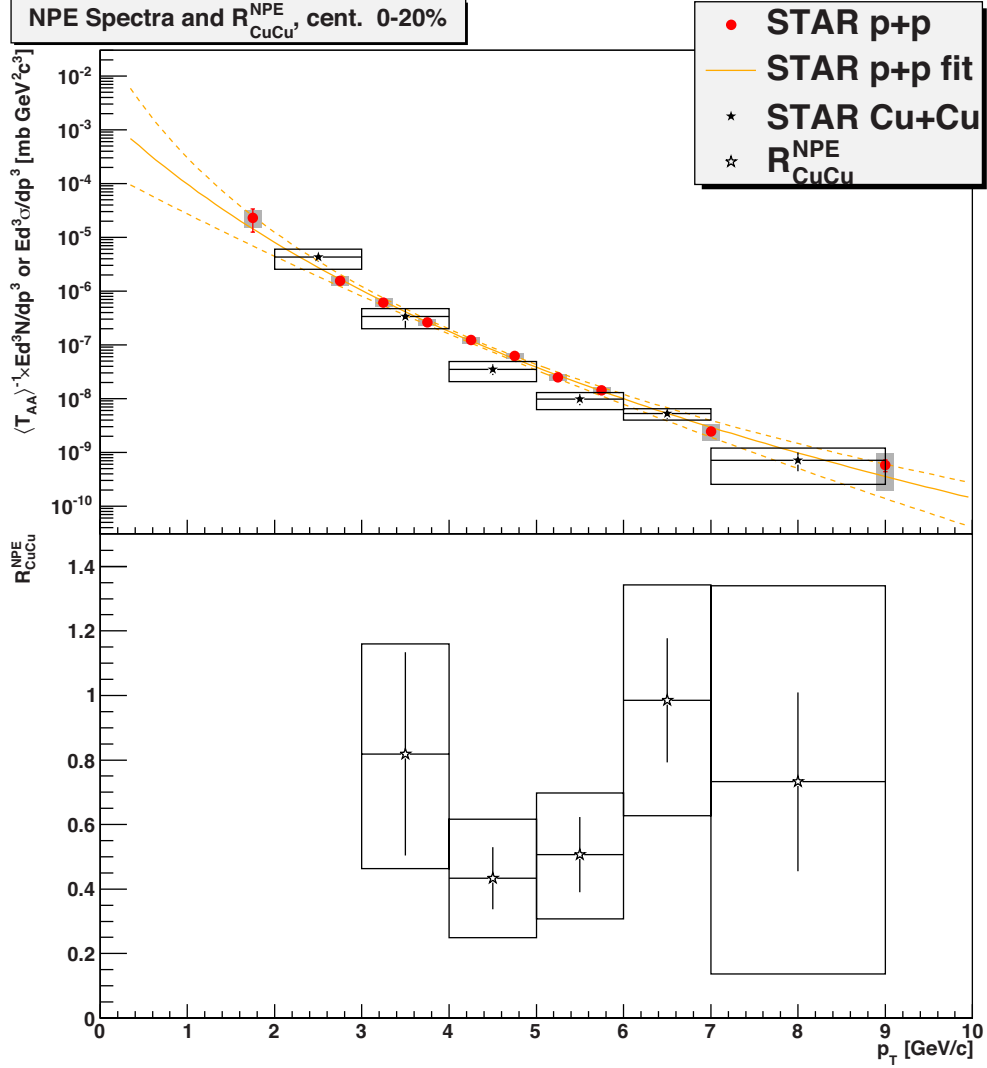 NPE Spectra and R^NPE_CuCu, cent. 0-20%
STAR p+p
STAR p+p fit
STAR Cu+Cu
R^NPE_CuCu
⟨T_AA⟩^-1×Ed^3N/dp^3 or Ed^3σ/dp^3 [mb GeV^-2c^3]
10^-2
10^-3
10^-4
10^-5
10^-6
10^-7
10^-8
10^-9
10^-10
R^NPE_CuCu
1.4
1.2
1
0.8
0.6
0.4
0.2
0
0 1 2 3 4 5 6 7 8 9 10
p_T [GeV/c]